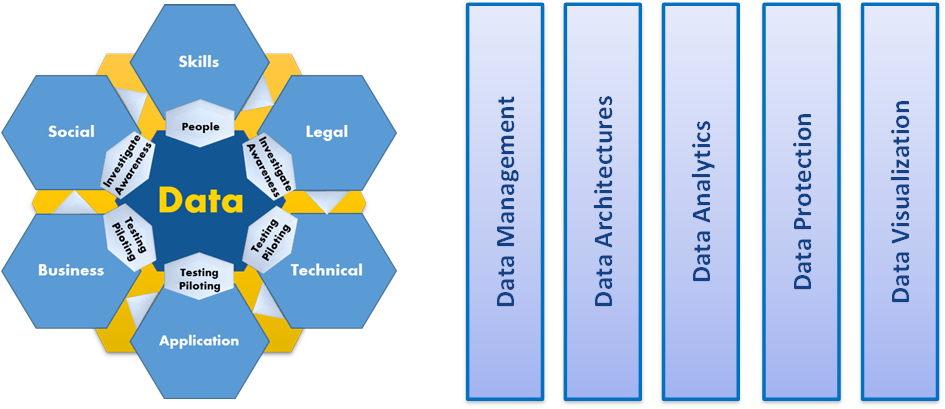 Skills
People
Social
Legal
Investigate
Awareness
Investigate
Awareness
Data
Testing
Piloting
Testing
Piloting
Business
Technical
Testing
Piloting
Application
Data Management
Data Architectures
Data Analytics
Data Protection
Data Visualization